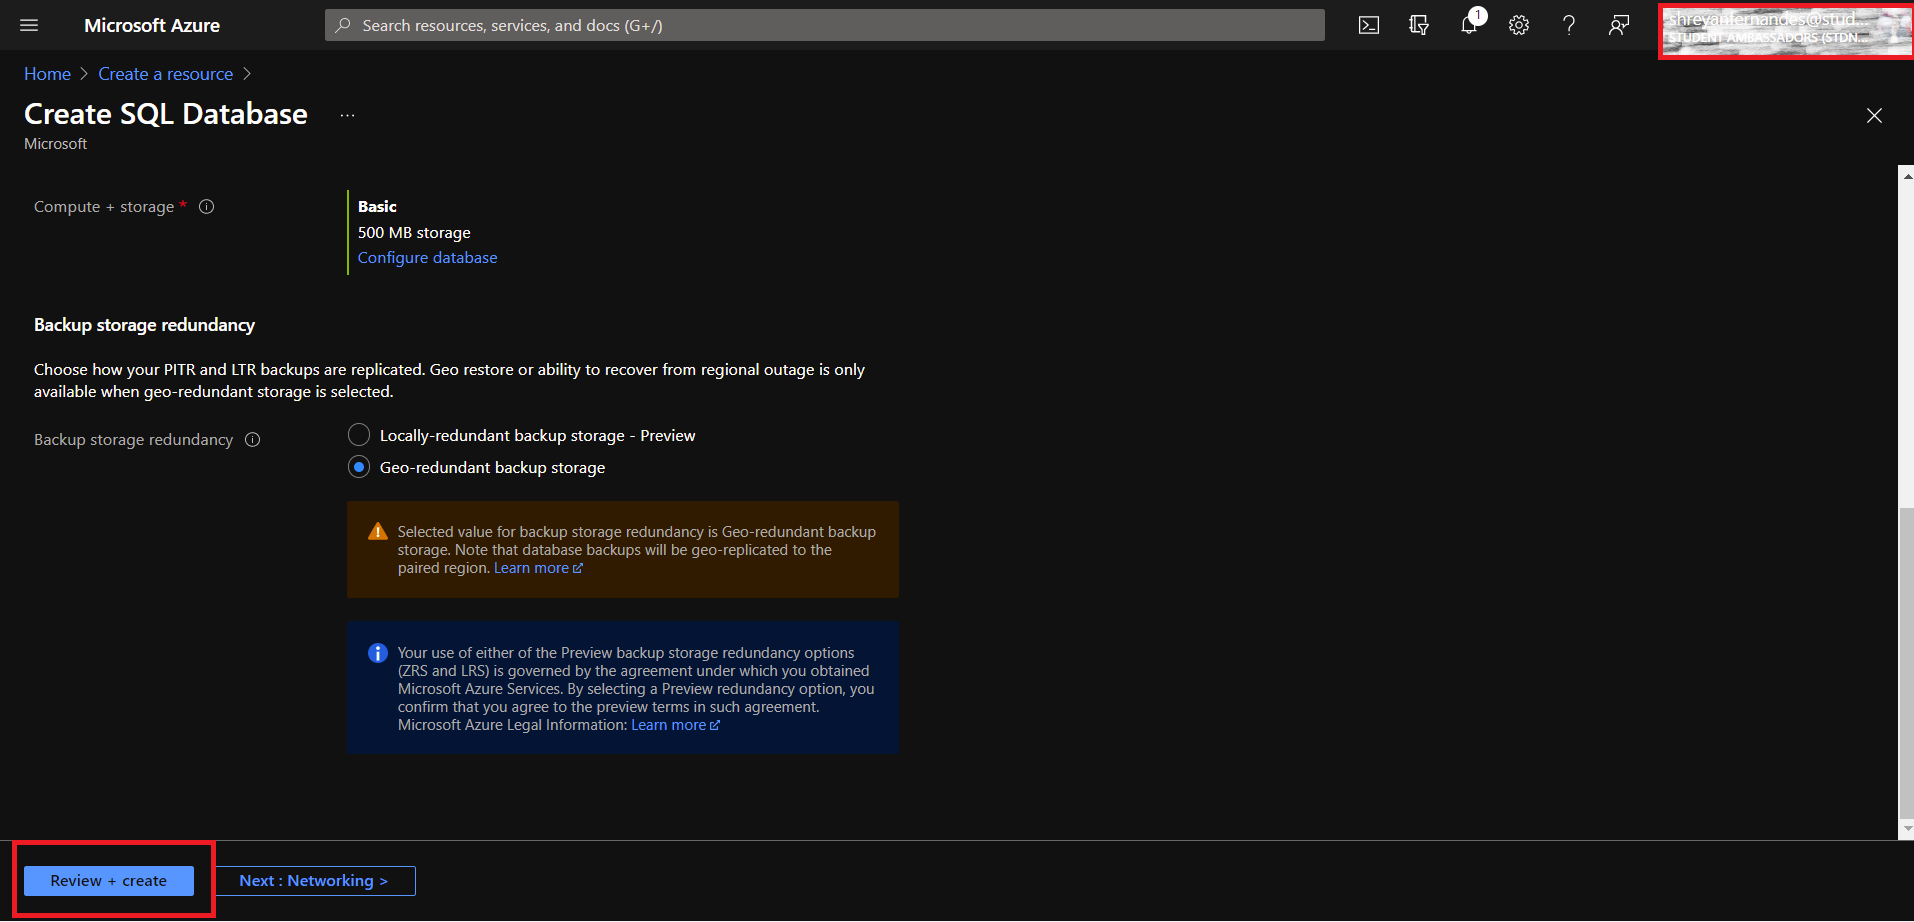 Microsoft Azure
Search resources, services, and docs (G+/)
1
shrevanfernandes@stud...
STUDENT AMBASSADORS (STDN...
Home > Create a resource >
Create SQL Database ...
Microsoft
Compute + storage *
Basic
500 MB storage
Configure database
Backup storage redundancy
Choose how your PITR and LTR backups are replicated. Geo restore or ability to recover from regional outage is only
available when geo-redundant storage is selected.
Backup storage redundancy
Locally-redundant backup storage - Preview
Geo-redundant backup storage
Selected value for backup storage redundancy is Geo-redundant backup
storage. Note that database backups will be geo-replicated to the
paired region. Learn more
Your use of either of the Preview backup storage redundancy options
(ZRS and LRS) is governed by the agreement under which you obtained
Microsoft Azure Services. By selecting a Preview redundancy option, you
confirm that you agree to the preview terms in such agreement.
Microsoft Azure Legal Information: Learn more
Review + create
Next : Networking >